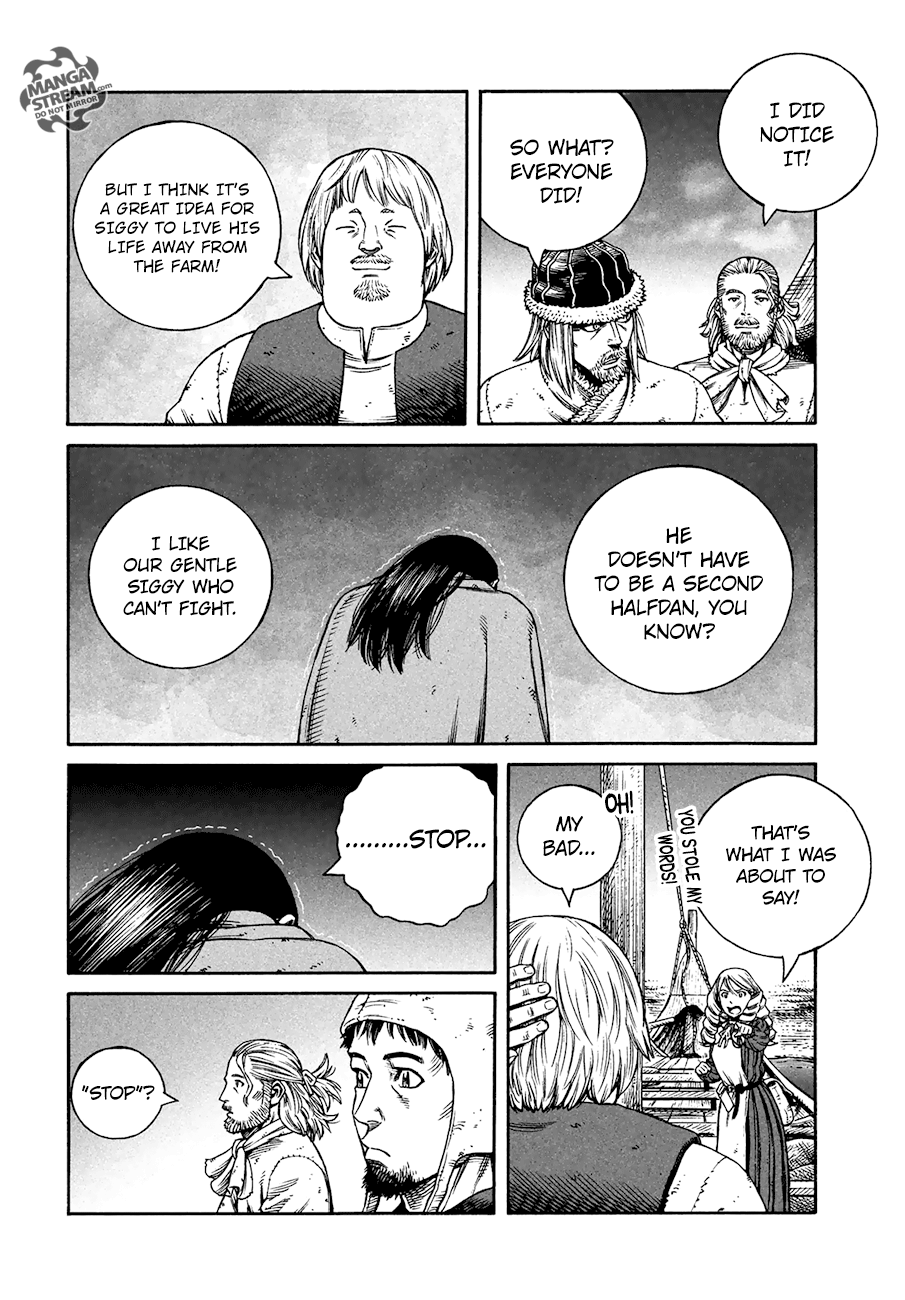 MANGA
STREAM.com
DO NOT MIRROR
I DID
NOTICE
IT!
SO WHAT?
EVERYONE
DID!
BUT I THINK IT'S
A GREAT IDEA FOR
SIGGY TO LIVE HIS
LIFE AWAY FROM
THE FARM!
HE
DOESN'T HAVE
TO BE A SECOND
HALFDAN, YOU
KNOW?
I LIKE
OUR GENTLE
SIGGY WHO
CAN'T FIGHT.
THAT'S
WHAT I WAS
ABOUT TO
SAY!
YOU STOLE MY
WORDS!
OH!
MY
BAD...
.........STOP...
"STOP"?